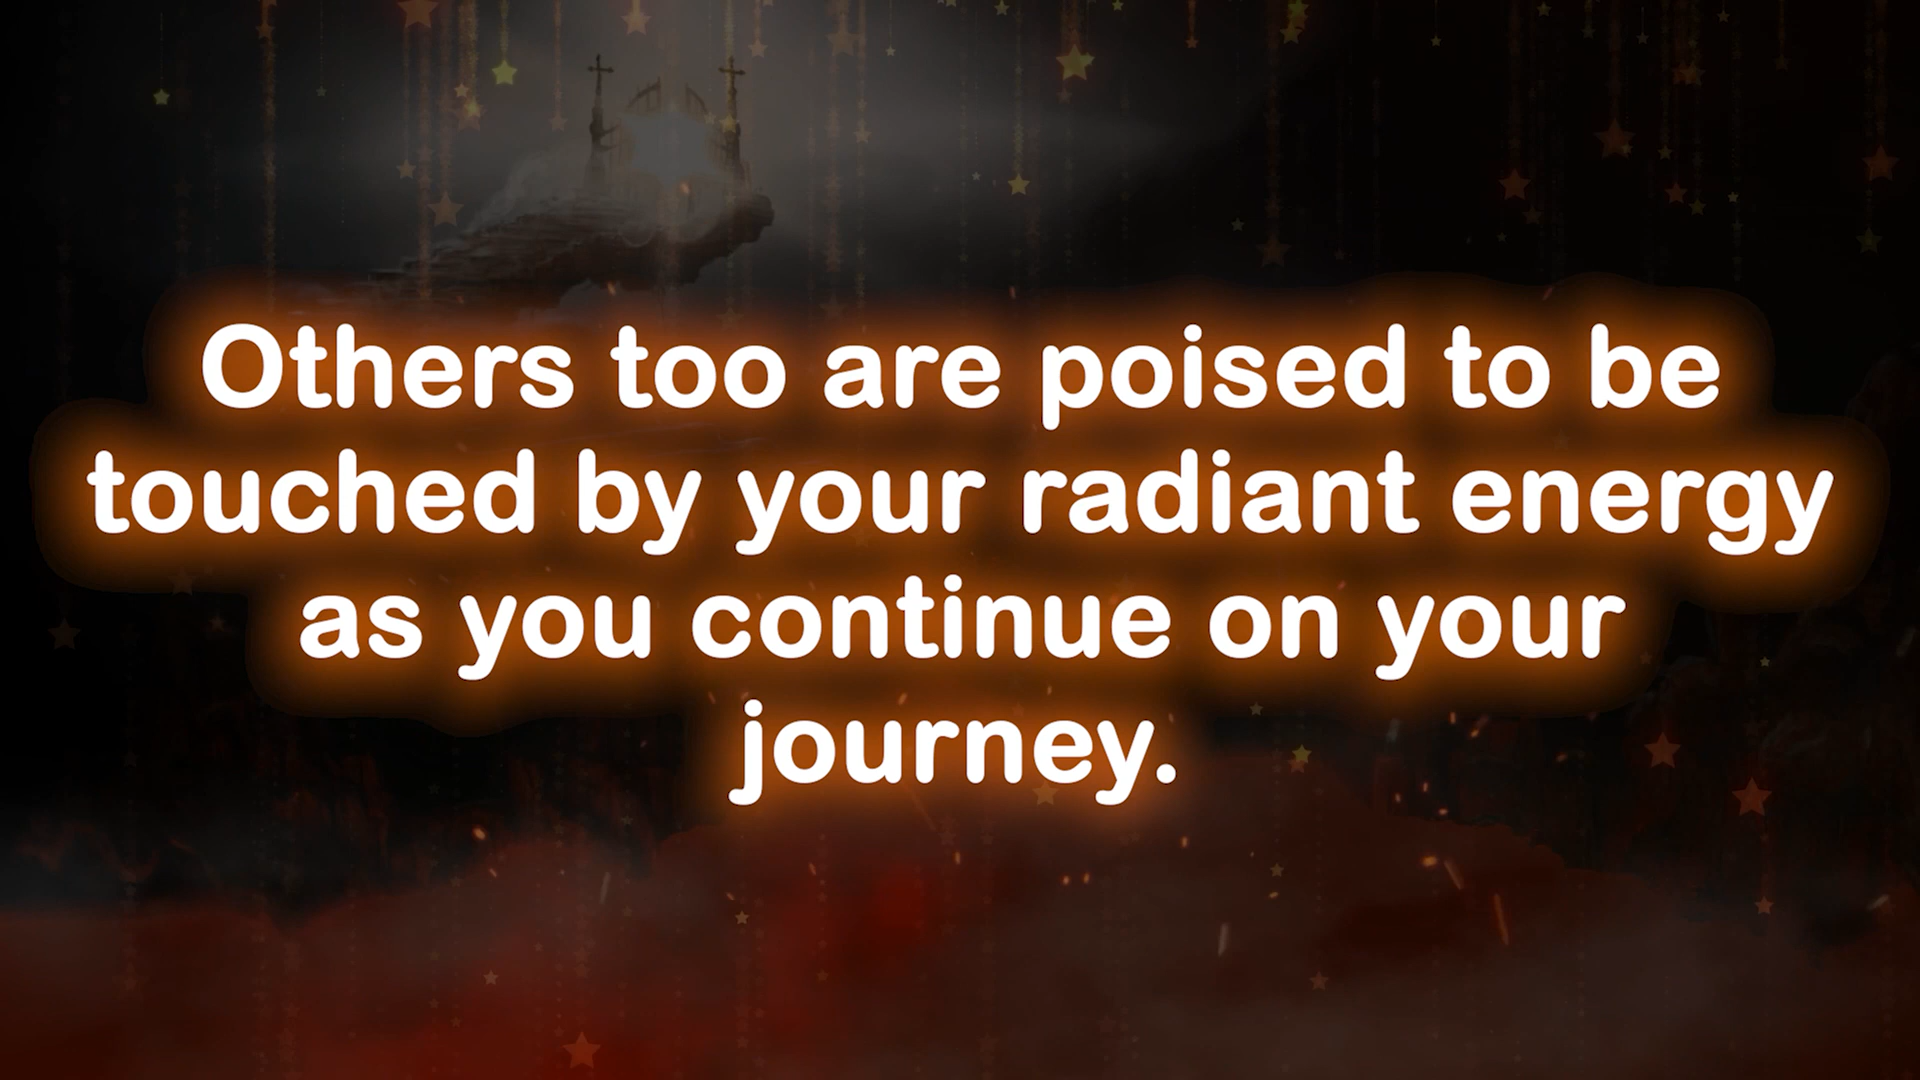 Others too are poised to be
touched by your radiant energy
as you continue on your
journey.